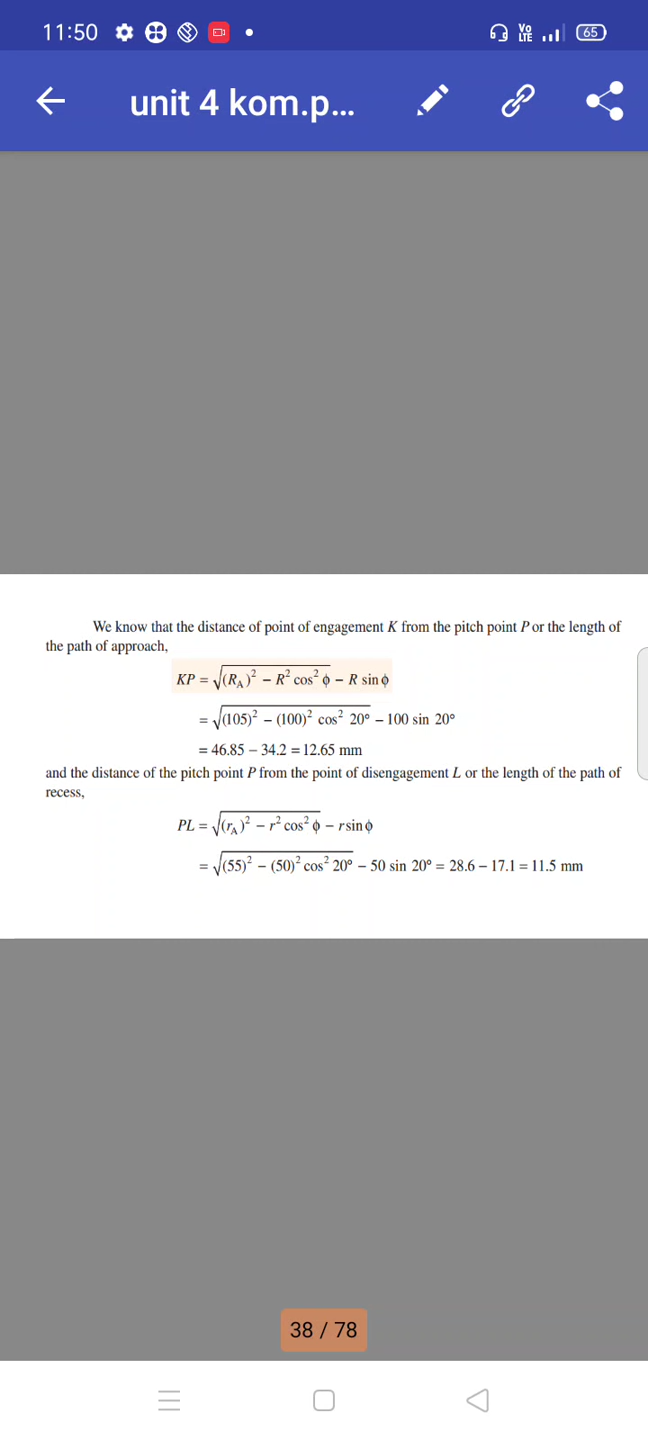 11:50
Vo LTE 65
unit 4 kom.p...
We know that the distance of point of engagement K from the pitch point P or the length of
the path of approach,
KP = √((R_A)² – R² cos² ϕ) – R sin ϕ
= √((105)² – (100)² cos² 20°) – 100 sin 20°
= 46.85 – 34.2 = 12.65 mm
and the distance of the pitch point P from the point of disengagement L or the length of the path of
recess,
PL = √((r_A)² – r² cos² ϕ) – r sin ϕ
= √((55)² – (50)² cos² 20°) – 50 sin 20° = 28.6 – 17.1 = 11.5 mm
38 / 78